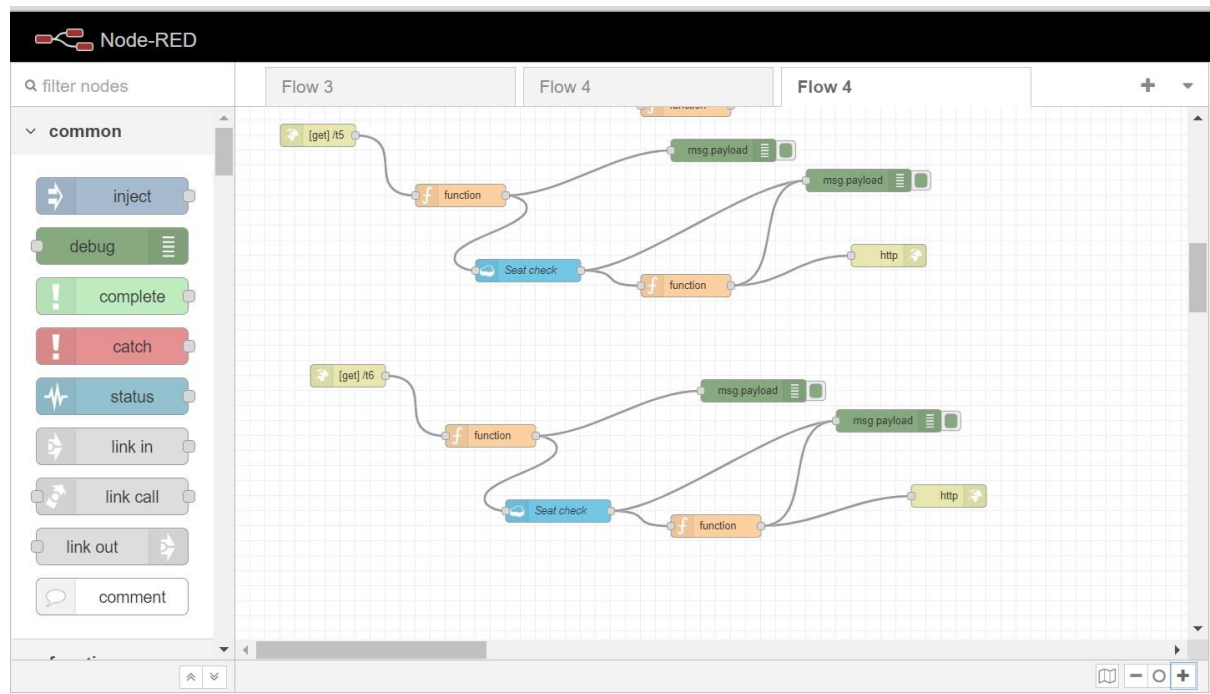 Node-RED
filter nodes
Flow 3
Flow 4
Flow 4
common
inject
debug
complete
catch
status
link in
link call
link out
comment
function
[get] /t5
msg.payload
msg.payload
function
http
Seat check
function
[get] /t6
msg.payload
msg.payload
function
http
Seat check
function